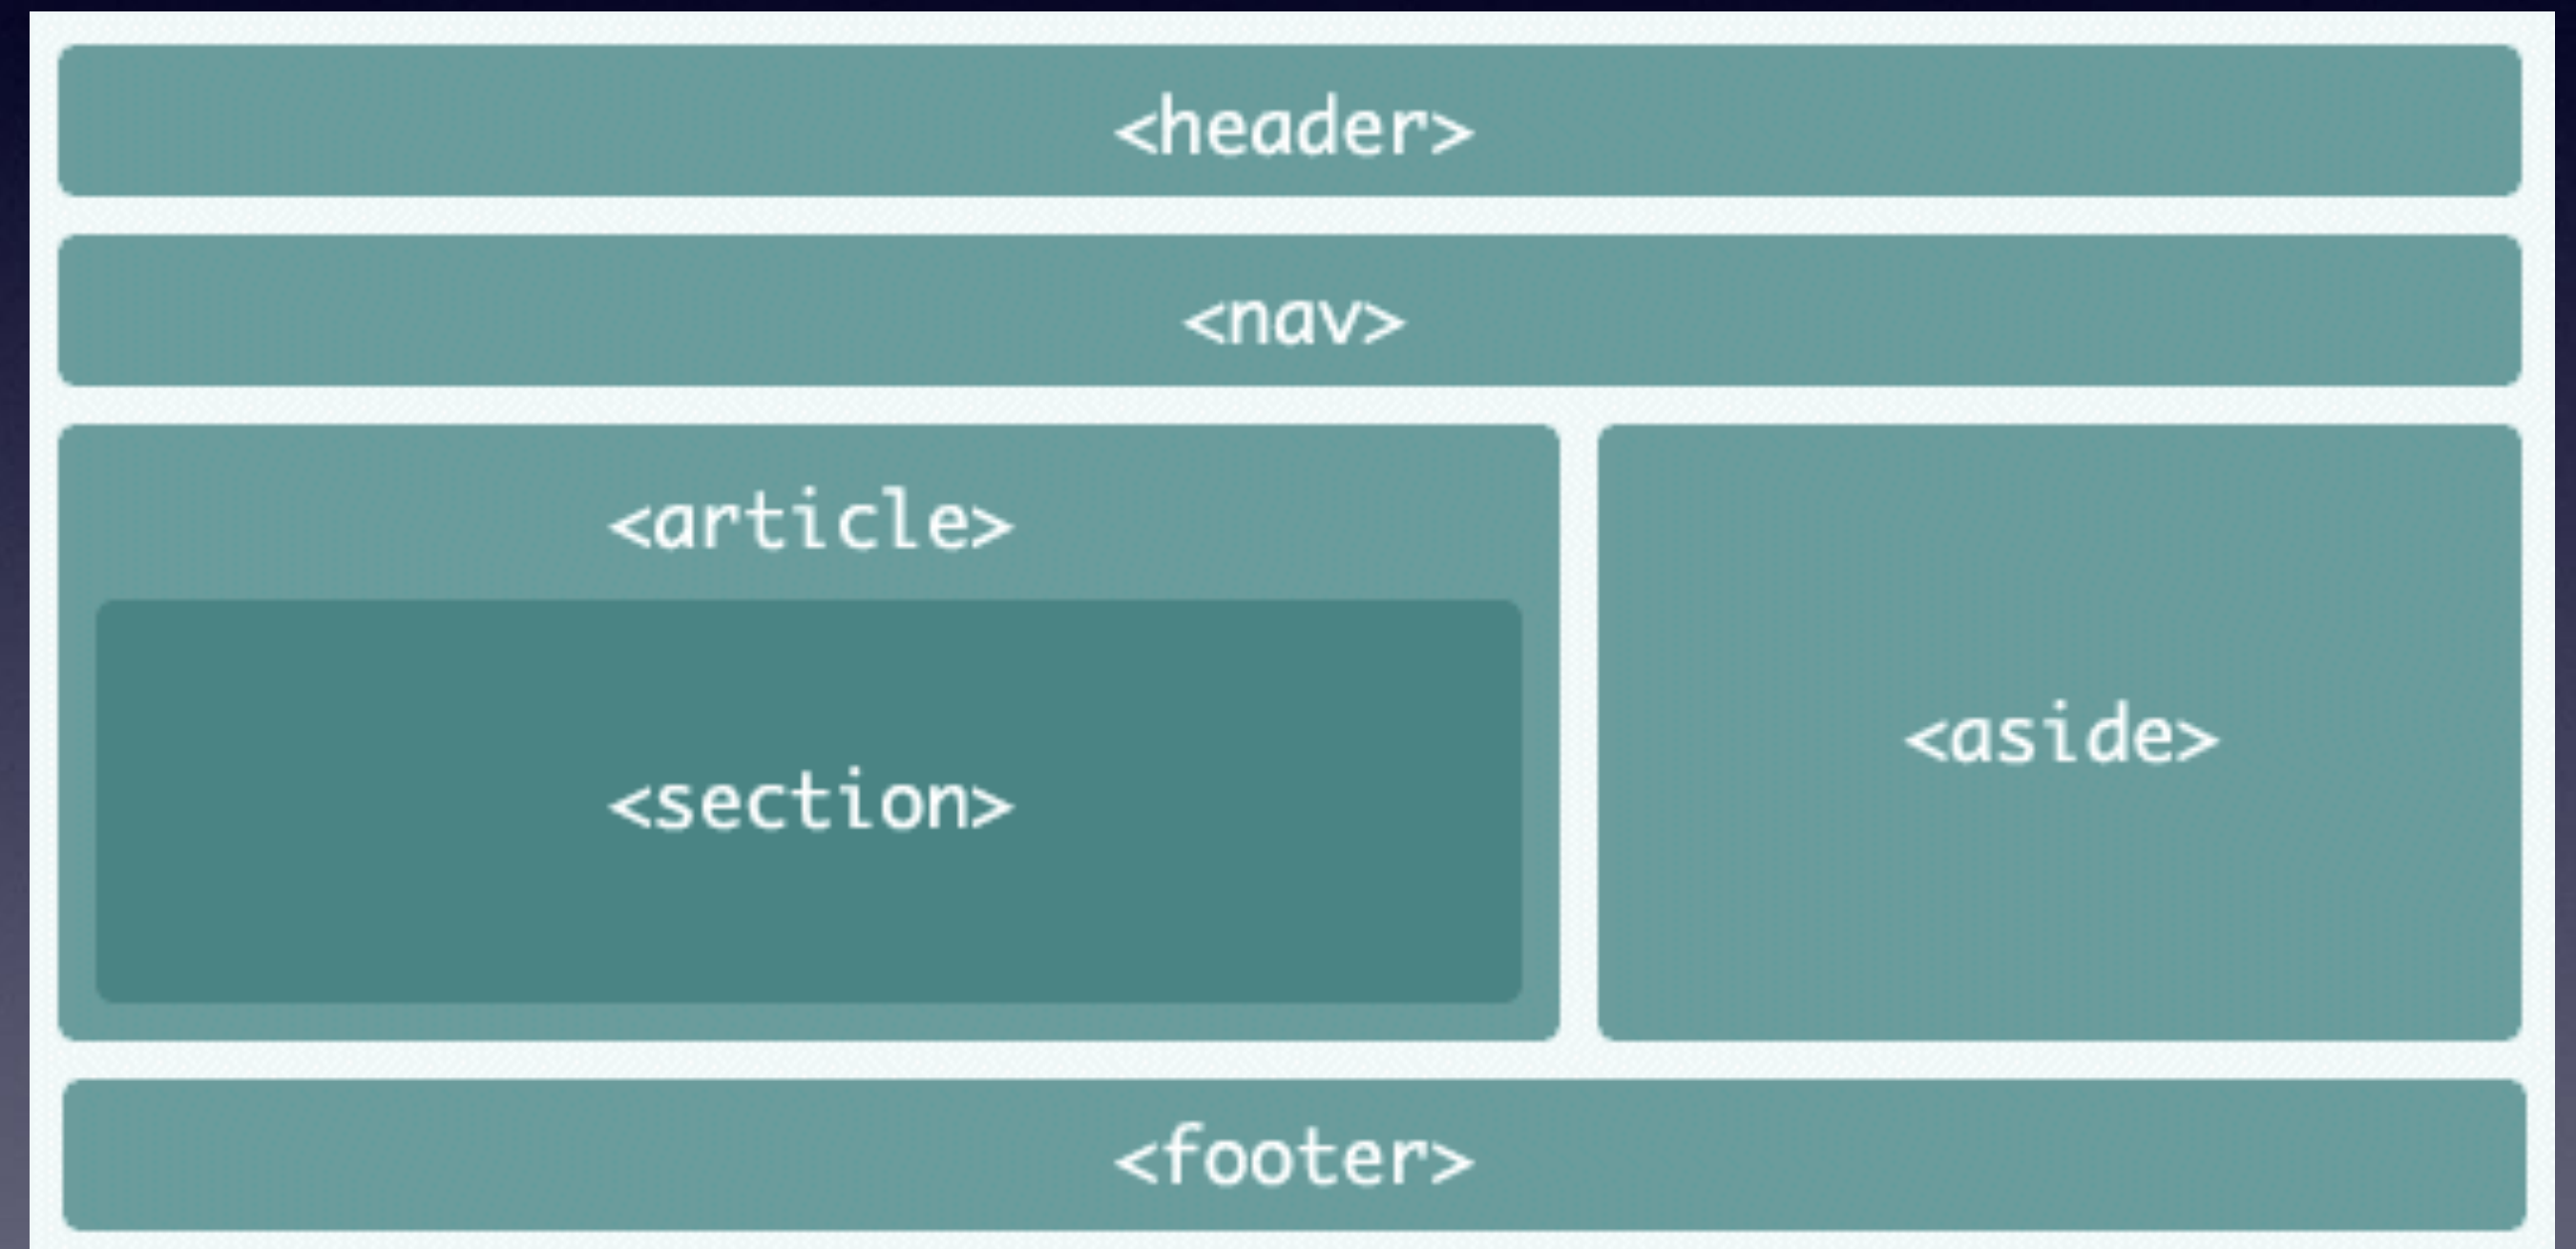 <header>
<nav>
<article>
<section>
<aside>
<footer>